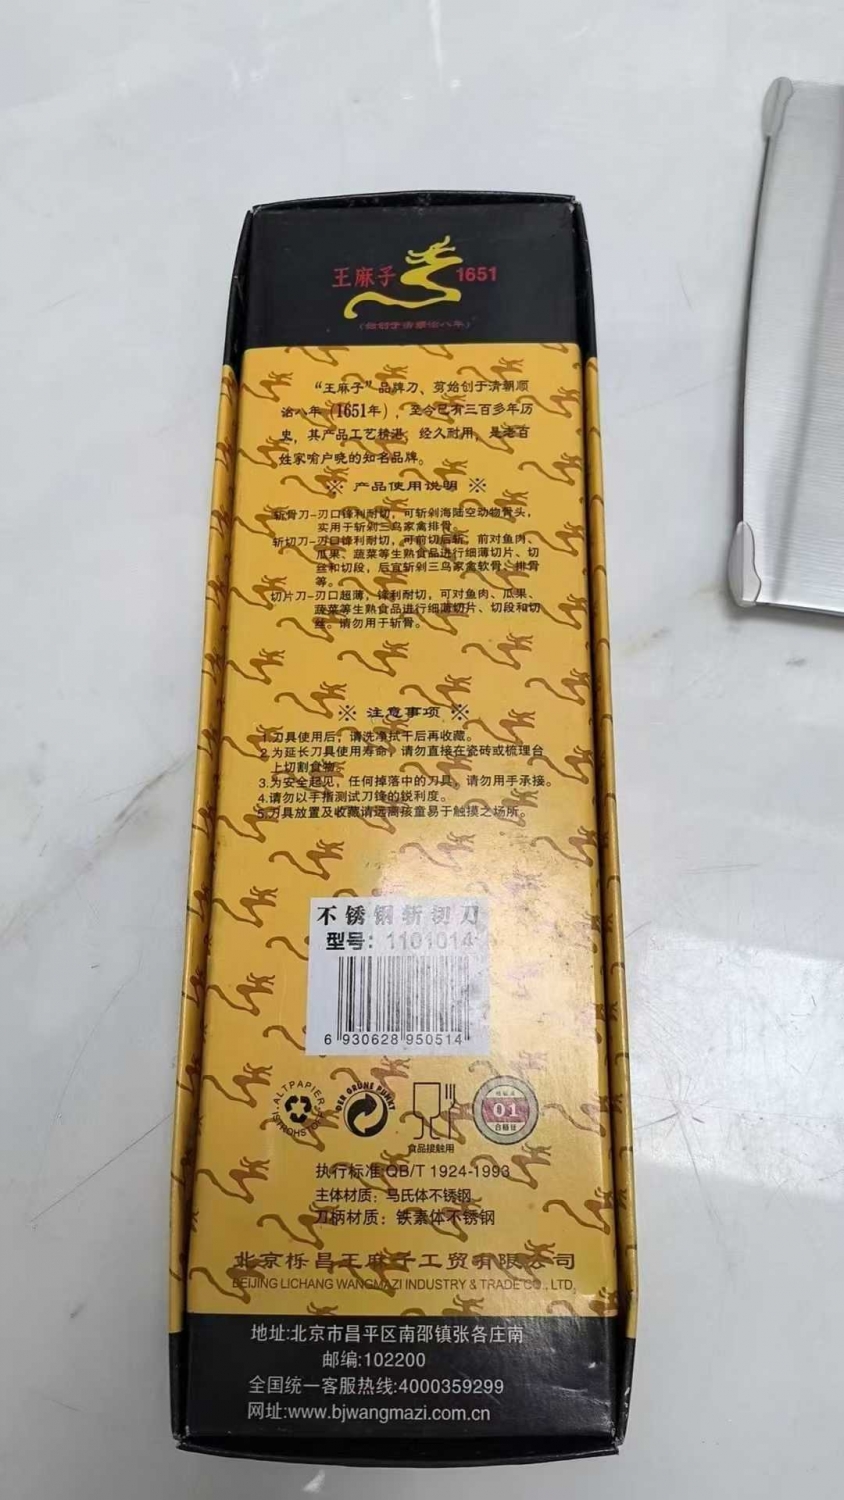 王麻子 1651
(始创于清顺治八年)
“王麻子”品牌刀、剪始创于清朝顺
治八年(1651年),至今已有三百多年历
史,其产品工艺精湛,经久耐用,是老百
姓家喻户晓的知名品牌。
※ 产品使用说明 ※
斩骨刀-刃口锋利耐切,可斩剁海陆空动物骨头,
实用于斩剁三鸟家禽排骨。
斩切刀-刃口锋利耐切,可前切后斩,前对鱼肉、
瓜果、蔬菜等生熟食品进行细薄切片、切
丝和切段,后宜斩剁三鸟家禽软骨、排骨
等。
切片刀-刃口超薄,锋利耐切,可对鱼肉、瓜果、
蔬菜等生熟食品进行细薄切片、切段和切
丝。请勿用于斩骨。
※ 注意事项 ※
1.刀具使用后,请洗净拭干后再收藏。
2.为延长刀具使用寿命,请勿直接在瓷砖或梳理台
上切割食物。
3.为安全起见,任何掉落中的刀具,请勿用手承接。
4.请勿以手指测试刀锋的锐利度。
5.刀具放置及收藏请远离孩童易于触摸之场所。
不锈钢斩切刀
型号:1101014
6 930628 950514
ALTPAPIER
DER GRÜNE PUNKT
01
合格证
食品接触用
执行标准:QB/T 1924-1993
主体材质:马氏体不锈钢
刀柄材质:铁素体不锈钢
北京栎昌王麻子工贸有限公司
BEIJING LICHANG WANGMAZI INDUSTRY & TRADE CO., LTD.
地址:北京市昌平区南邵镇张各庄南
邮编:102200
全国统一客服热线:4000359299
网址:www.bjwangmazi.com.cn